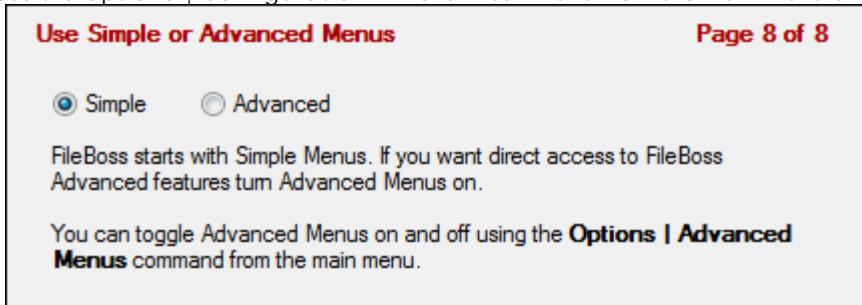 Use Simple or Advanced Menus Page 8 of 8
Simple Advanced
FileBoss starts with Simple Menus. If you want direct access to FileBoss
Advanced features turn Advanced Menus on.
You can toggle Advanced Menus on and off using the Options | Advanced
Menus command from the main menu.